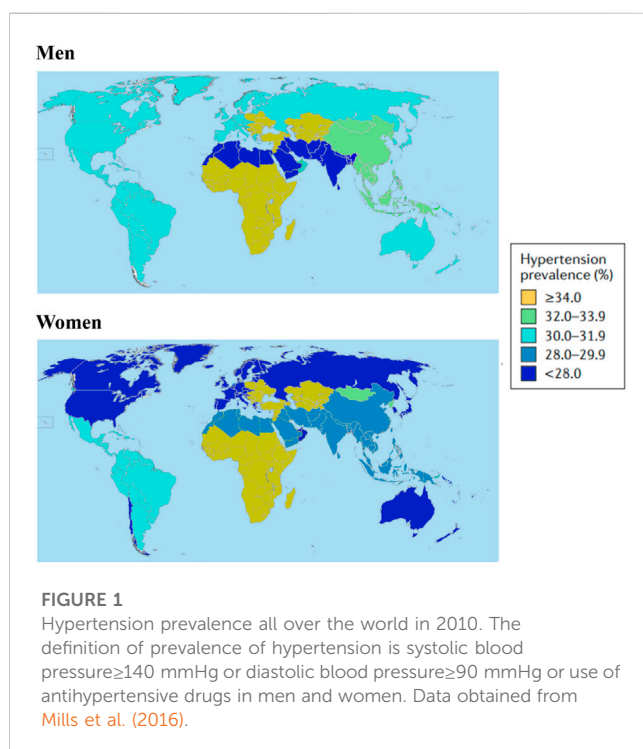 Men
Women
Hypertension
prevalence (%)
≥34.0
32.0–33.9
30.0–31.9
28.0–29.9
<28.0
FIGURE 1
Hypertension prevalence all over the world in 2010. The
definition of prevalence of hypertension is systolic blood
pressure≥140 mmHg or diastolic blood pressure≥90 mmHg or use of
antihypertensive drugs in men and women. Data obtained from
Mills et al. (2016).